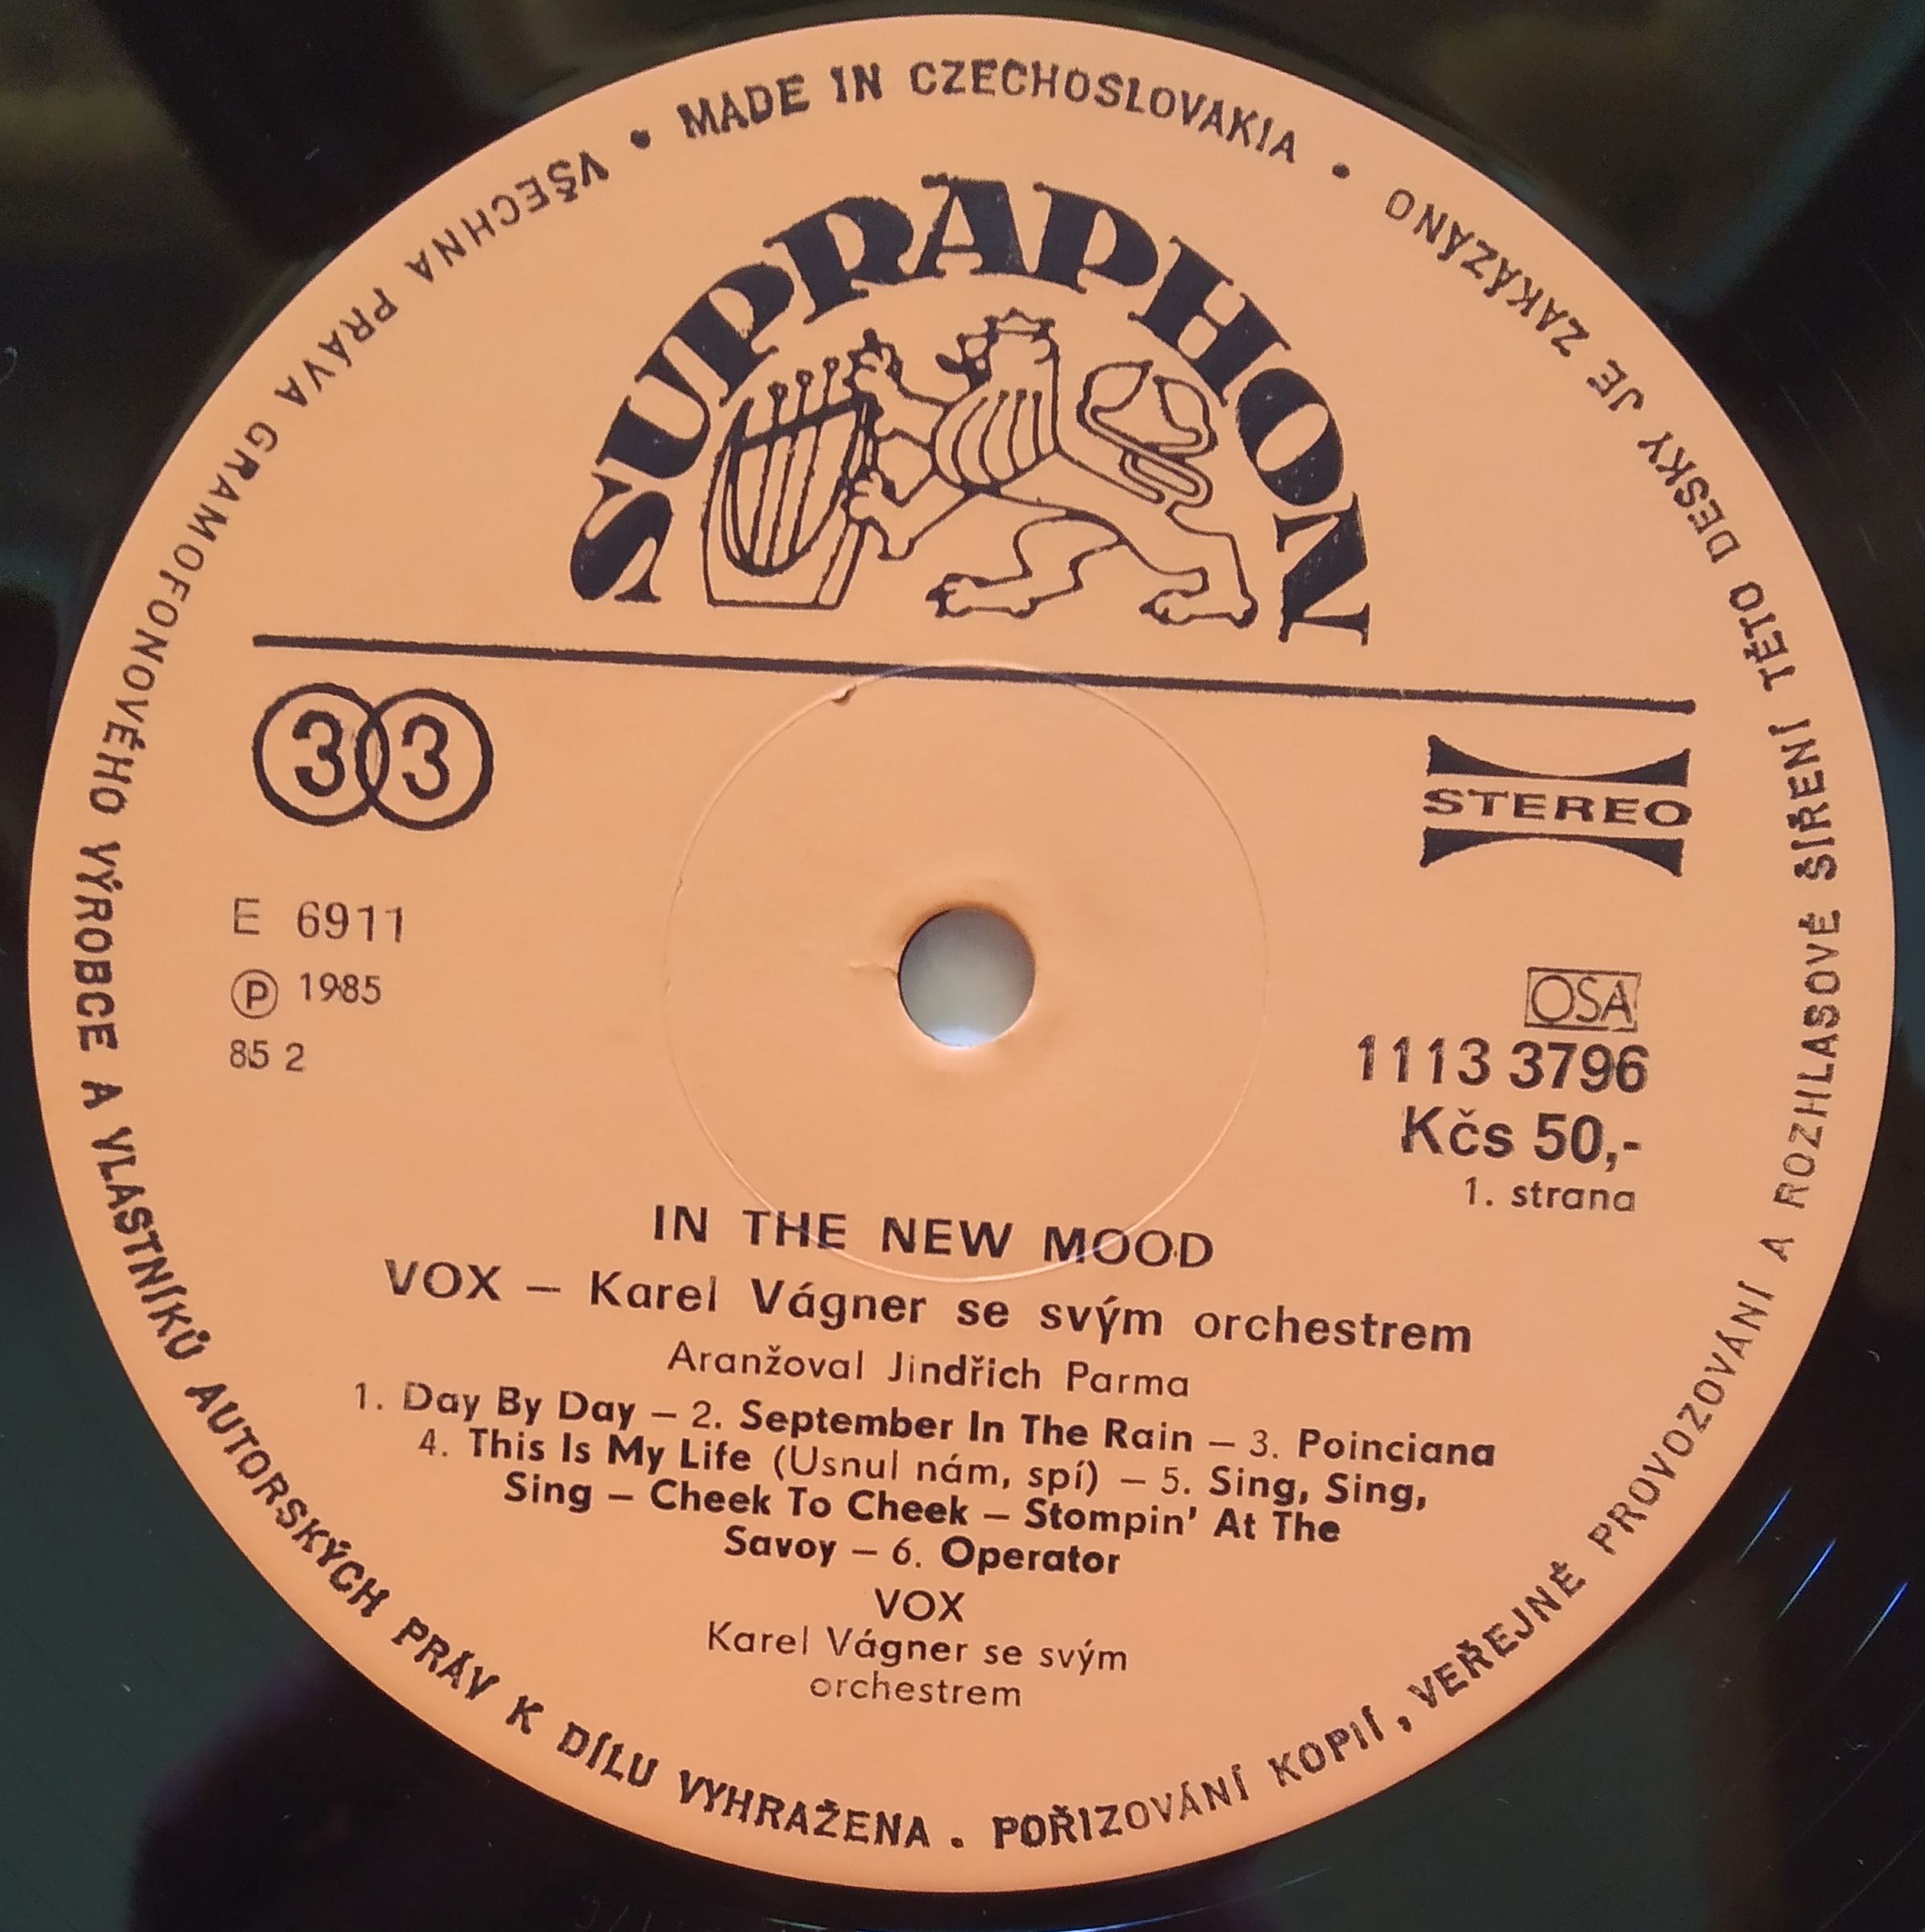 • MADE IN CZECHOSLOVAKIA •
VŠECHNA PRÁVA GRAMOFONOVÉHO VÝROBCE A VLASTNÍKŮ AUTORSKÝCH PRÁV K DÍLU VYHRAŽENA . POŘIZOVÁNÍ KOPIÍ, VEŘEJNÉ PROVOZOVÁNÍ A ROZHLASOVÉ ŠÍŘENÍ TÉTO DESKY JE ZAKÁZÁNO
SUPRAPHON
33
STEREO
E 6911
Ⓟ 1985
85 2
OSA
1113 3796
Kčs 50,-
1. strana
IN THE NEW MOOD
VOX – Karel Vágner se svým orchestrem
Aranžoval Jindřich Parma
1. Day By Day – 2. September In The Rain – 3. Poinciana
4. This Is My Life (Usnul nám, spí) – 5. Sing, Sing,
Sing – Cheek To Cheek – Stompin' At The
Savoy – 6. Operator
VOX
Karel Vágner se svým
orchestrem